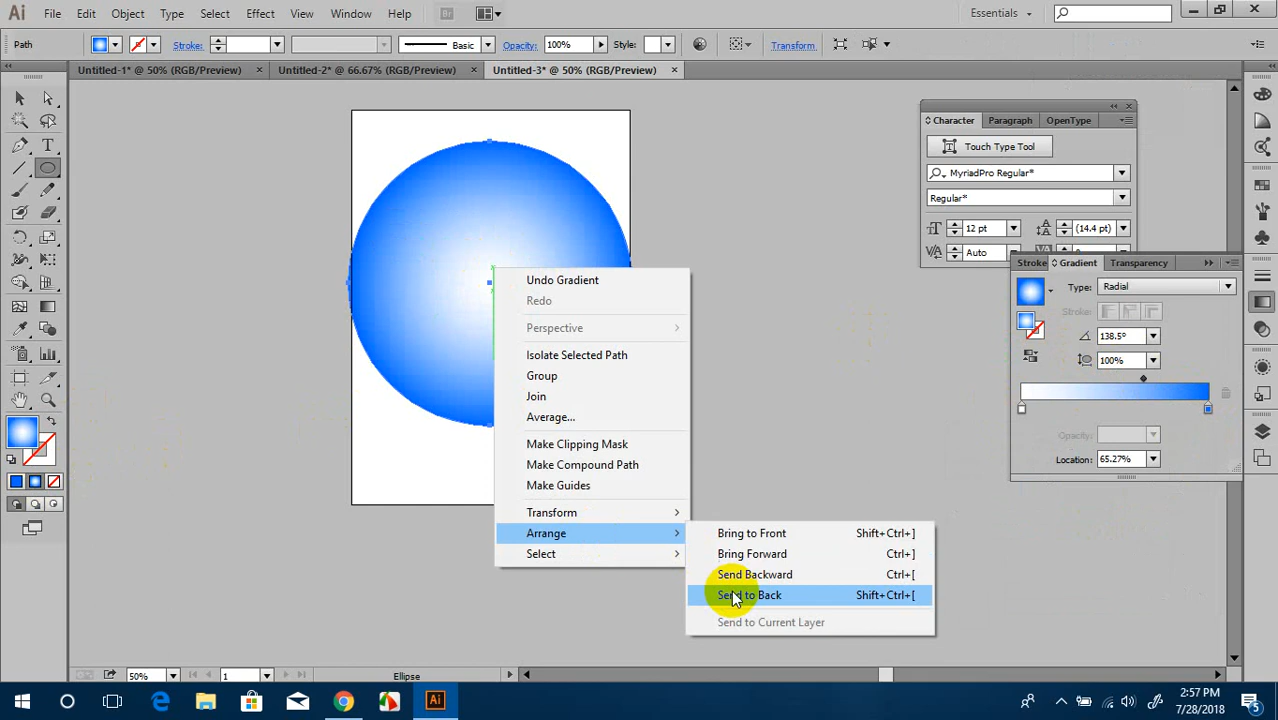 Ai File Edit Object Type Select Effect View Window Help Br Essentials
Path Stroke: Basic Opacity: 100% Style: Transform
Untitled-1* @ 50% (RGB/Preview) × Untitled-2* @ 66.67% (RGB/Preview) × Untitled-3* @ 50% (RGB/Preview) ×
Character Paragraph OpenType
Touch Type Tool
MyriadPro Regular*
Regular*
12 pt (14.4 pt)
Auto
Stroke Gradient Transparency
Type: Radial
Stroke:
138.5°
100%
Opacity:
Location: 65.27%
Undo Gradient
Redo
Perspective
Isolate Selected Path
Group
Join
Average...
Make Clipping Mask
Make Compound Path
Make Guides
Transform
Arrange
Select
Bring to Front Shift+Ctrl+]
Bring Forward Ctrl+]
Send Backward Ctrl+[
Send to Back Shift+Ctrl+[
Send to Current Layer
50% 1 Ellipse
Ai
2:57 PM
7/28/2018
5